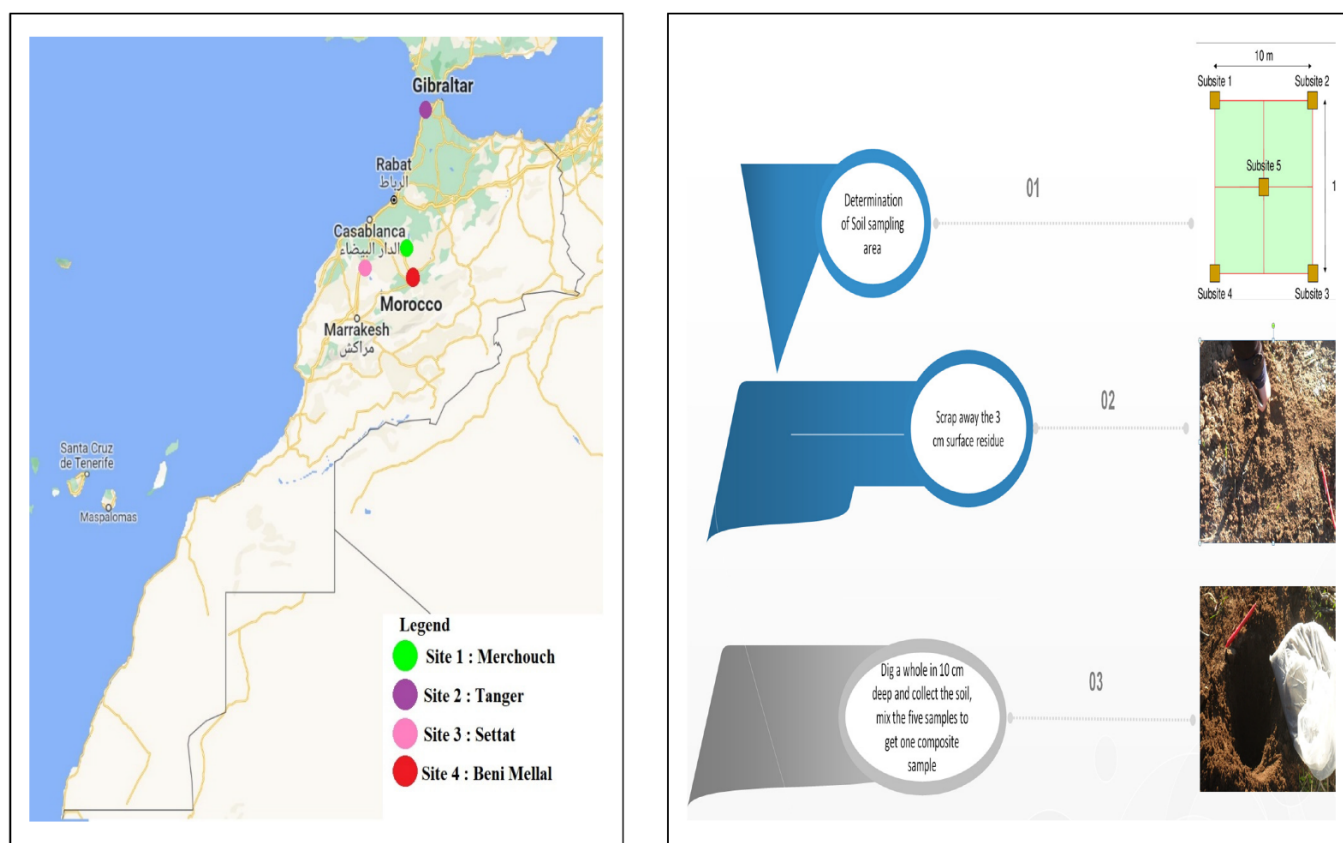 Gibraltar
Rabat
الرباط
Casablanca
الدار البيضاء
Morocco
Marrakesh
مراكش
Santa Cruz
de Tenerife
Maspalomas
Legend
Site 1 : Merchouch
Site 2 : Tanger
Site 3 : Settat
Site 4 : Beni Mellal
10 m
Subsite 1
Subsite 2
Subsite 5
1
Subsite 4
Subsite 3
Determination
of Soil sampling
area
01
Scrap away the 3
cm surface residue
02
Dig a whole in 10 cm
deep and collect the soil,
mix the five samples to
get one composite
sample
03